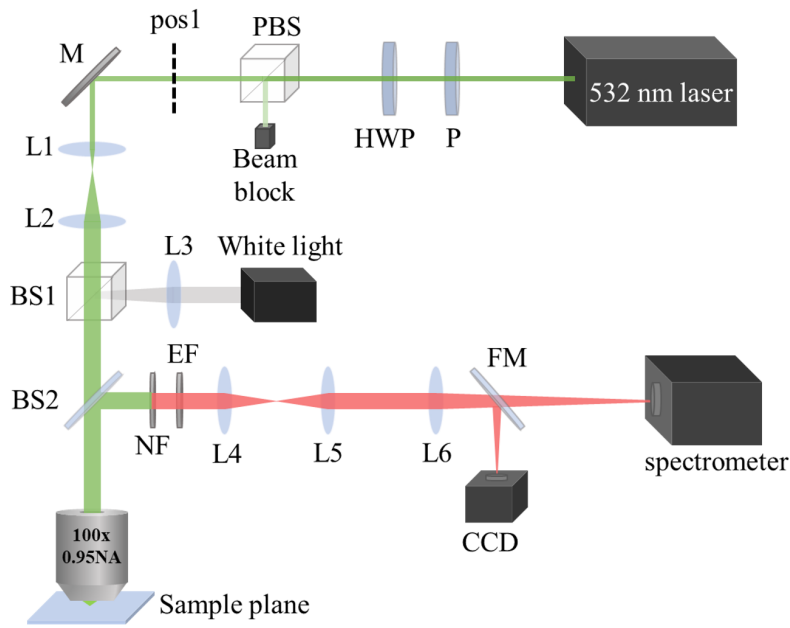 pos1
PBS
M
532 nm laser
HWP
P
L1
Beam
block
L2
L3
White light
BS1
EF
FM
BS2
NF
L4
L5
L6
spectrometer
CCD
100x
0.95NA
Sample plane